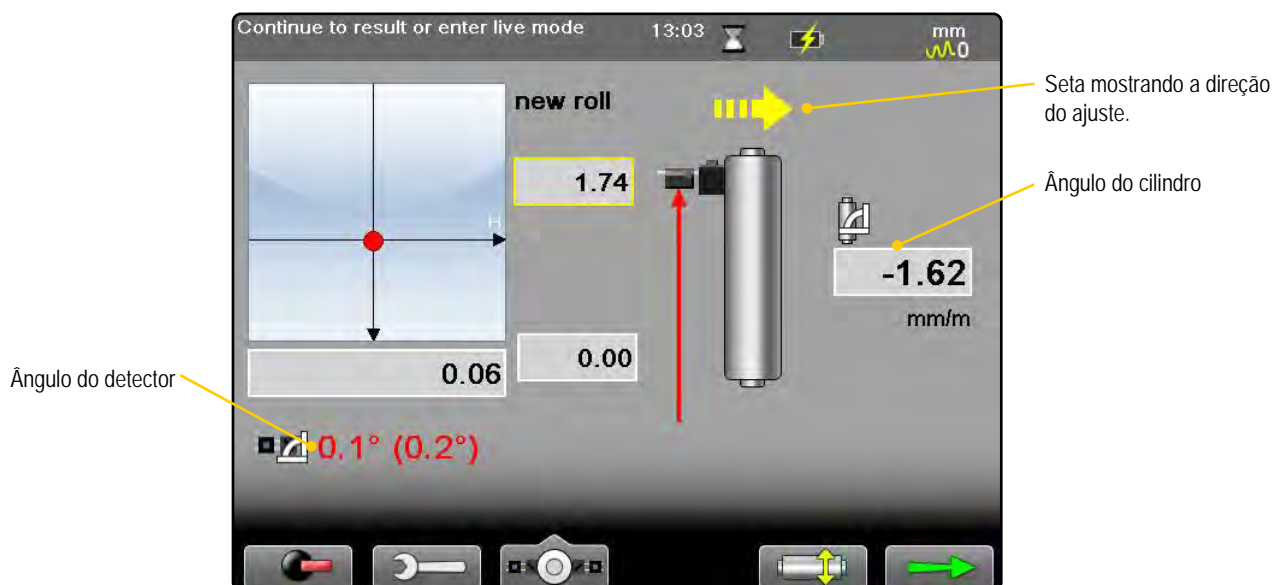 Continue to result or enter live mode
13:03
mm
0
new roll
Seta mostrando a direção
do ajuste.
1.74
H
Ângulo do cilindro
-1.62
mm/m
0.00
0.06
Ângulo do detector
0.1° (0.2°)